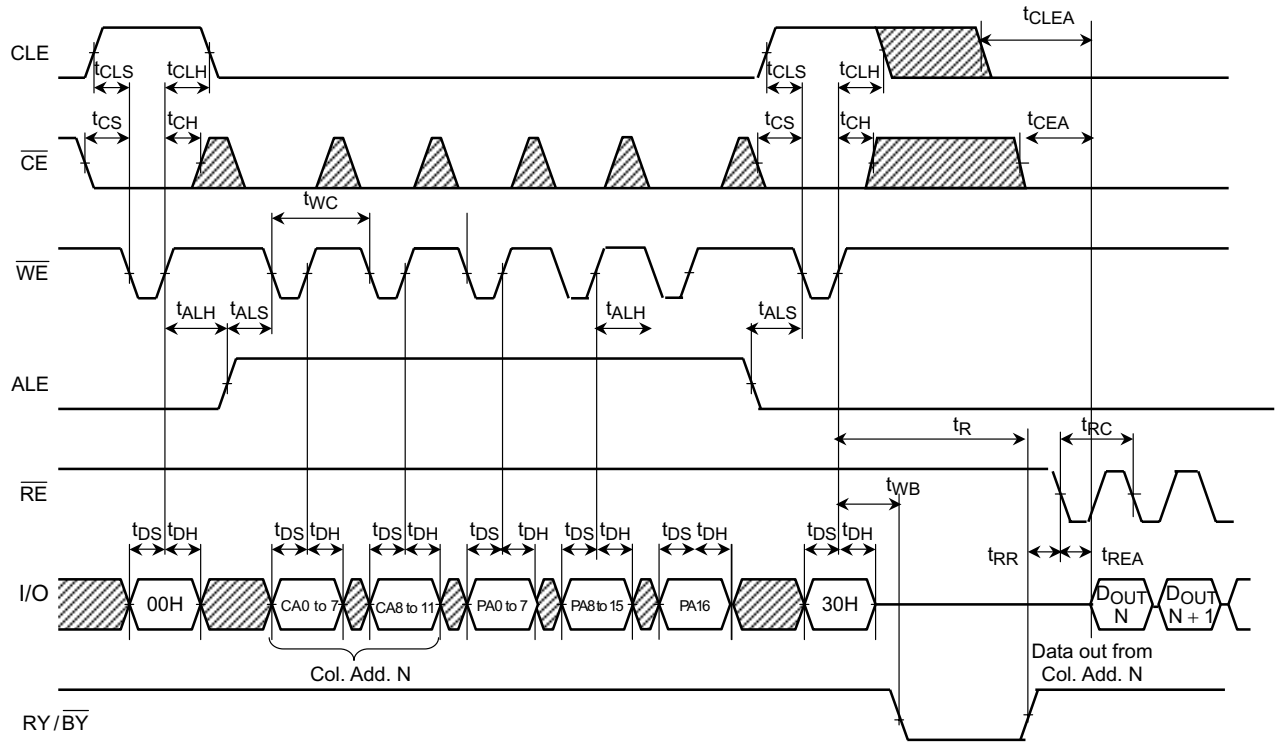 tCLEA
CLE
tCLS tCLH tCLS tCLH
tCS tCH tCS tCH tCEA
CE
tWC
WE
tALH tALS tALH tALS
ALE
tR tRC
RE
tWB
tDS tDH tDS tDH tDS tDH tDS tDH tDS tDH tDS tDH tDS tDH
tRR tREA
I/O 00H CA0 to 7 CA8 to 11 PA0 to 7 PA8 to 15 PA16 30H DOUT N DOUT N + 1
Col. Add. N
Data out from
Col. Add. N
RY/BY